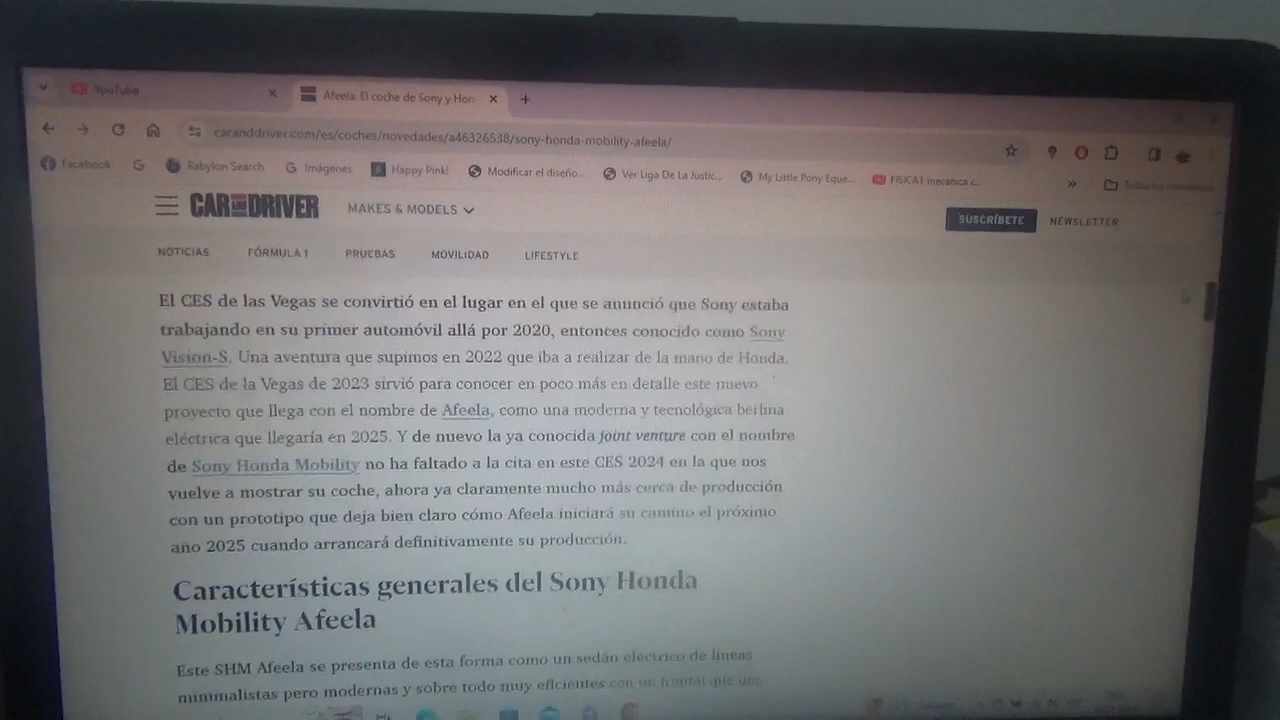 YouTube
Afeela: El coche de Sony y Hon
caranddriver.com/es/coches/novedades/a46326538/sony-honda-mobility-afeela/
Facebook
G
Babylon Search
Imágenes
Happy Pink!
Modificar el diseño...
Ver Liga De La Justic...
My Little Pony Eque...
FISICA I mecanica c...
»
Todos los marcadores
CAR AND DRIVER
MAKES & MODELS
SUSCRÍBETE
NEWSLETTER
NOTICIAS
FÓRMULA 1
PRUEBAS
MOVILIDAD
LIFESTYLE
El CES de las Vegas se convirtió en el lugar en el que se anunció que Sony estaba
trabajando en su primer automóvil allá por 2020, entonces conocido como Sony
Vision-S. Una aventura que supimos en 2022 que iba a realizar de la mano de Honda.
El CES de la Vegas de 2023 sirvió para conocer en poco más en detalle este nuevo
proyecto que llega con el nombre de Afeela, como una moderna y tecnológica berlina
eléctrica que llegaría en 2025. Y de nuevo la ya conocida joint venture con el nombre
de Sony Honda Mobility no ha faltado a la cita en este CES 2024 en la que nos
vuelve a mostrar su coche, ahora ya claramente mucho más cerca de producción
con un prototipo que deja bien claro cómo Afeela iniciará su camino el próximo
año 2025 cuando arrancará definitivamente su producción.
Características generales del Sony Honda
Mobility Afeela
Este SHM Afeela se presenta de esta forma como un sedán eléctrico de líneas
minimalistas pero modernas y sobre todo muy eficientes con un frontal que une